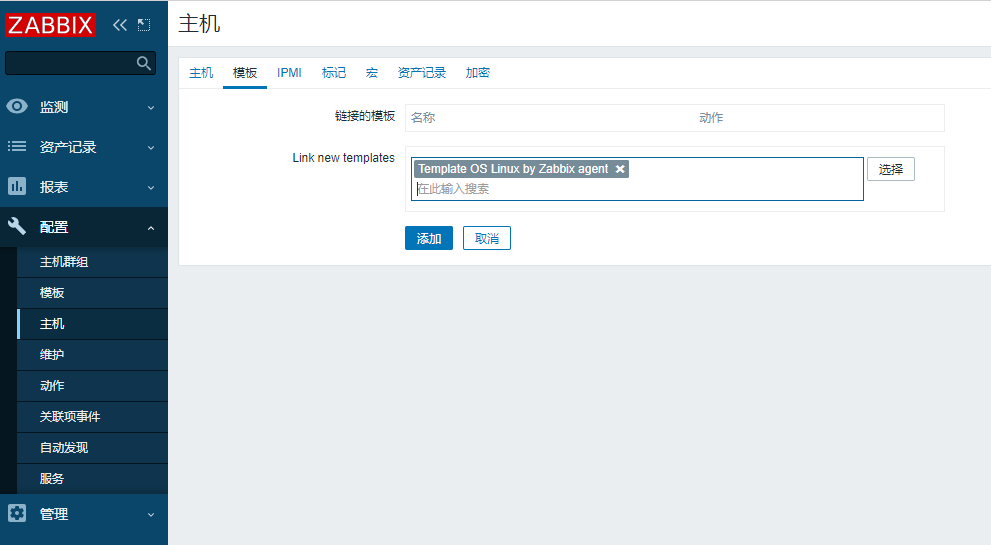 ZABBIX
监测
资产记录
报表
配置
主机群组
模板
主机
维护
动作
关联项事件
自动发现
服务
管理
主机
主机 模板 IPMI 标记 宏 资产记录 加密
链接的模板 名称 动作
Link new templates Template OS Linux by Zabbix agent 选择
在此输入搜索
添加 取消